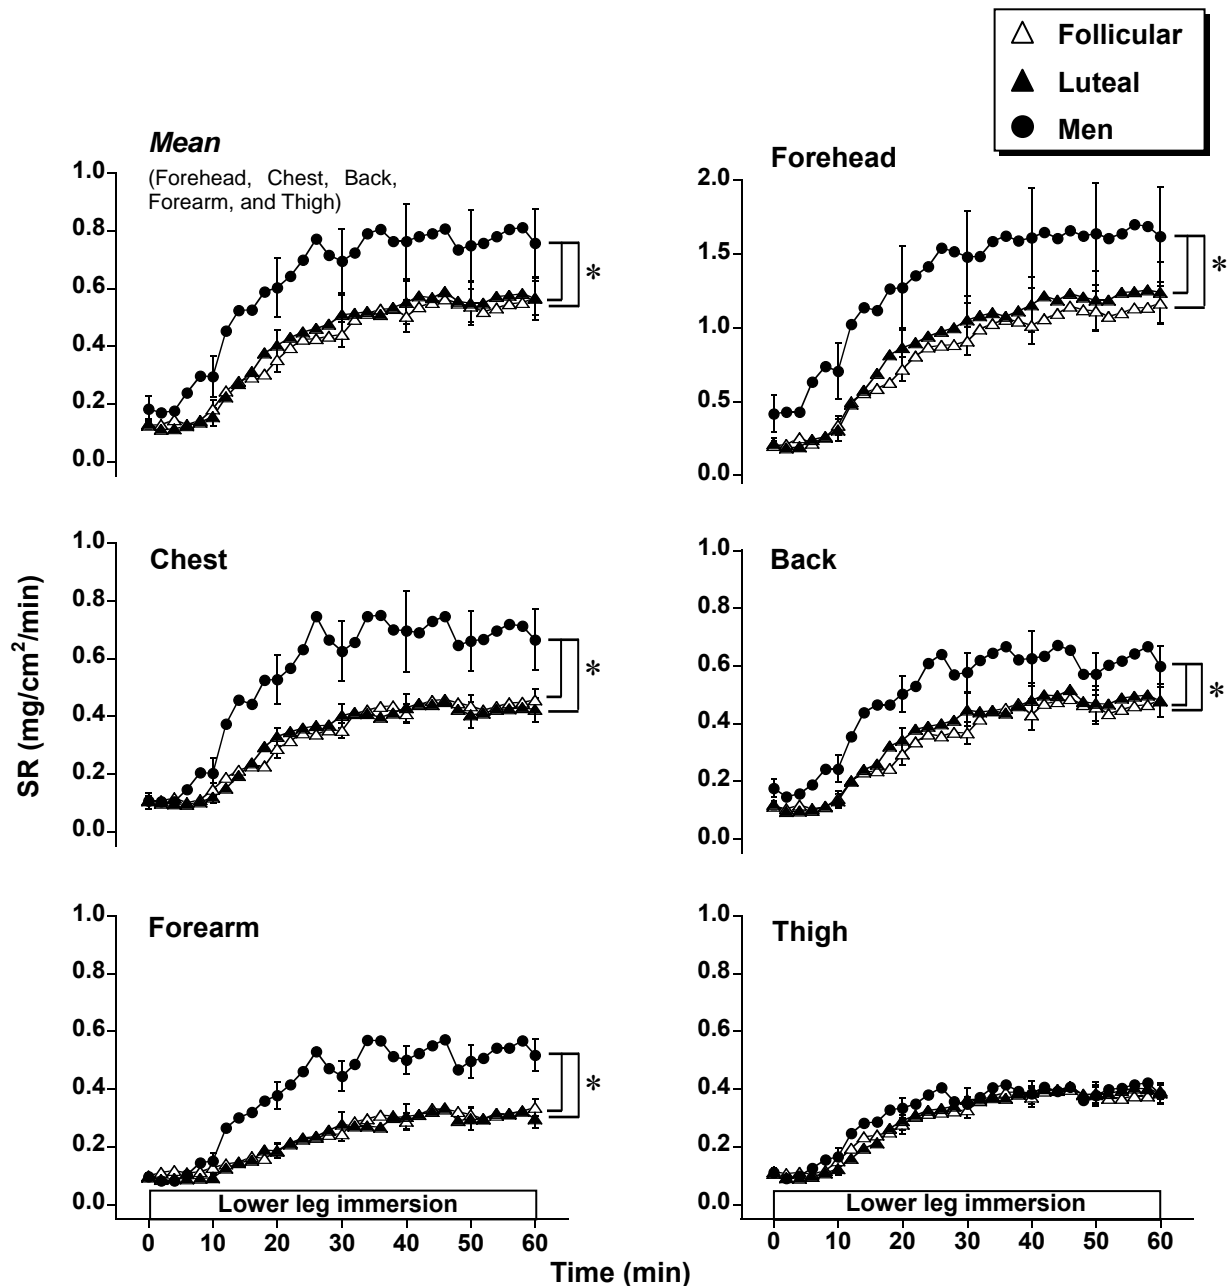 Follicular
Luteal
Men
Mean
(Forehead, Chest, Back,
Forearm, and Thigh)
1.0
0.8
0.6
0.4
0.2
0.0
*
Forehead
2.0
1.5
1.0
0.5
0.0
*
SR (mg/cm²/min)
Chest
1.0
0.8
0.6
0.4
0.2
0.0
*
Back
1.0
0.8
0.6
0.4
0.2
0.0
*
Forearm
1.0
0.8
0.6
0.4
0.2
0.0
*
Lower leg immersion
0 10 20 30 40 50 60
Thigh
1.0
0.8
0.6
0.4
0.2
0.0
Lower leg immersion
0 10 20 30 40 50 60
Time (min)